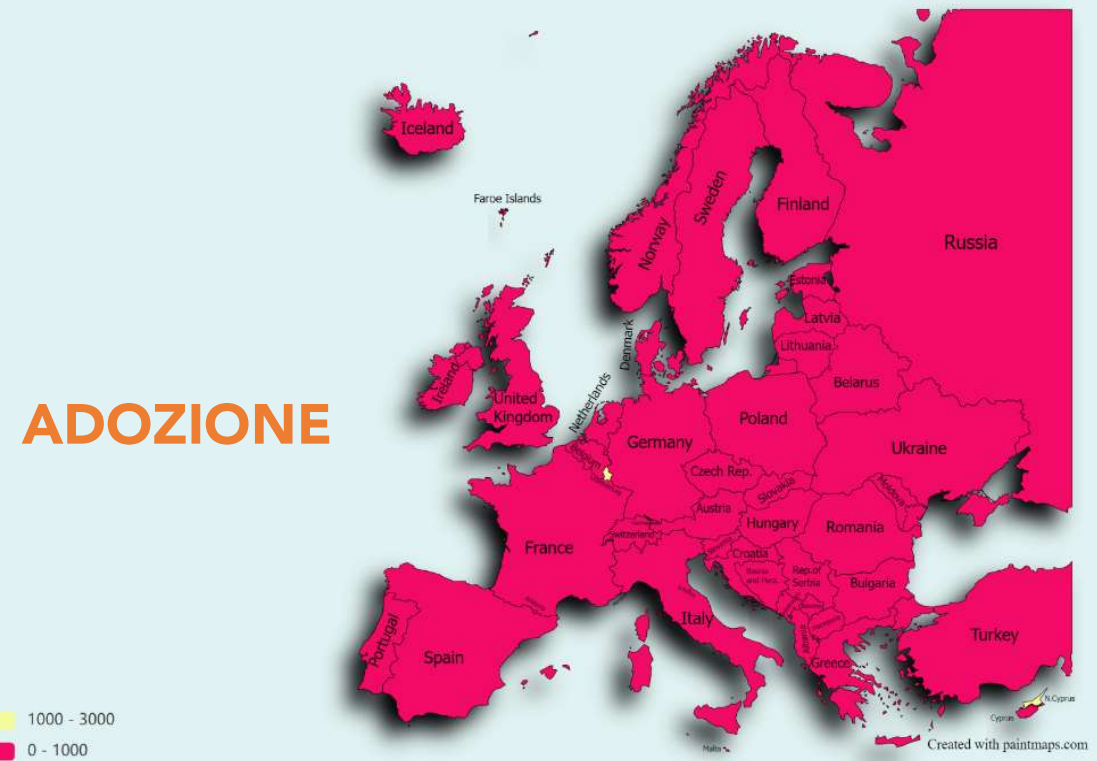 Iceland
Faroe Islands
Norway
Sweden
Finland
Russia
Estonia
Latvia
Lithuania
Denmark
Belarus
Ireland
United
Kingdom
Netherlands
ADOZIONE
Belgium
Germany
Poland
Ukraine
Czech Rep.
Slovakia
Moldova
Austria
Hungary
Romania
France
Switzerland
Croatia
Bosnia
and Herz.
Rep.of
Serbia
Bulgaria
Italy
Portugal
Spain
Albania
Greece
Turkey
N.Cyprus
Cyprus
Malta
1000 - 3000
0 - 1000
Created with paintmaps.com